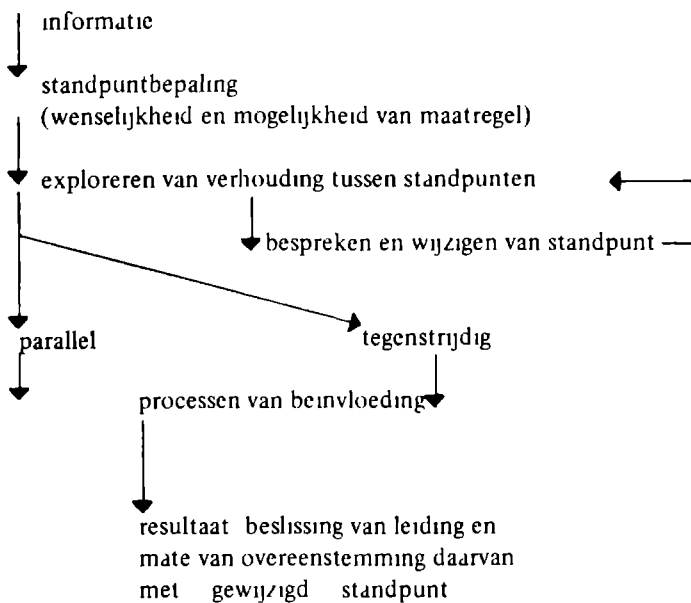 informatie
standpuntbepaling
(wenselijkheid en mogelijkheid van maatregel)
exploreren van verhouding tussen standpunten
bespreken en wijzigen van standpunt
parallel
tegenstrijdig
processen van beinvloeding
resultaat beslissing van leiding en
mate van overeenstemming daarvan
met gewijzigd standpunt